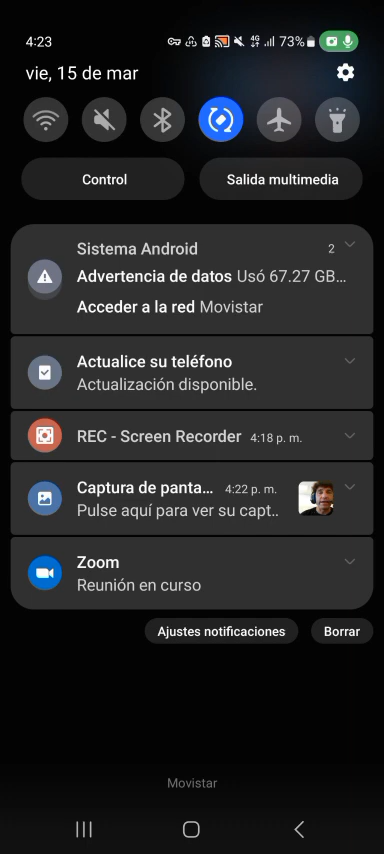 4:23
4G
73%
vie, 15 de mar
Control
Salida multimedia
Sistema Android
2
Advertencia de datos Usó 67.27 GB...
Acceder a la red Movistar
Actualice su teléfono
Actualización disponible.
REC - Screen Recorder 4:18 p. m.
Captura de panta... 4:22 p. m.
Pulse aquí para ver su capt..
Zoom
Reunión en curso
Ajustes notificaciones
Borrar
Movistar